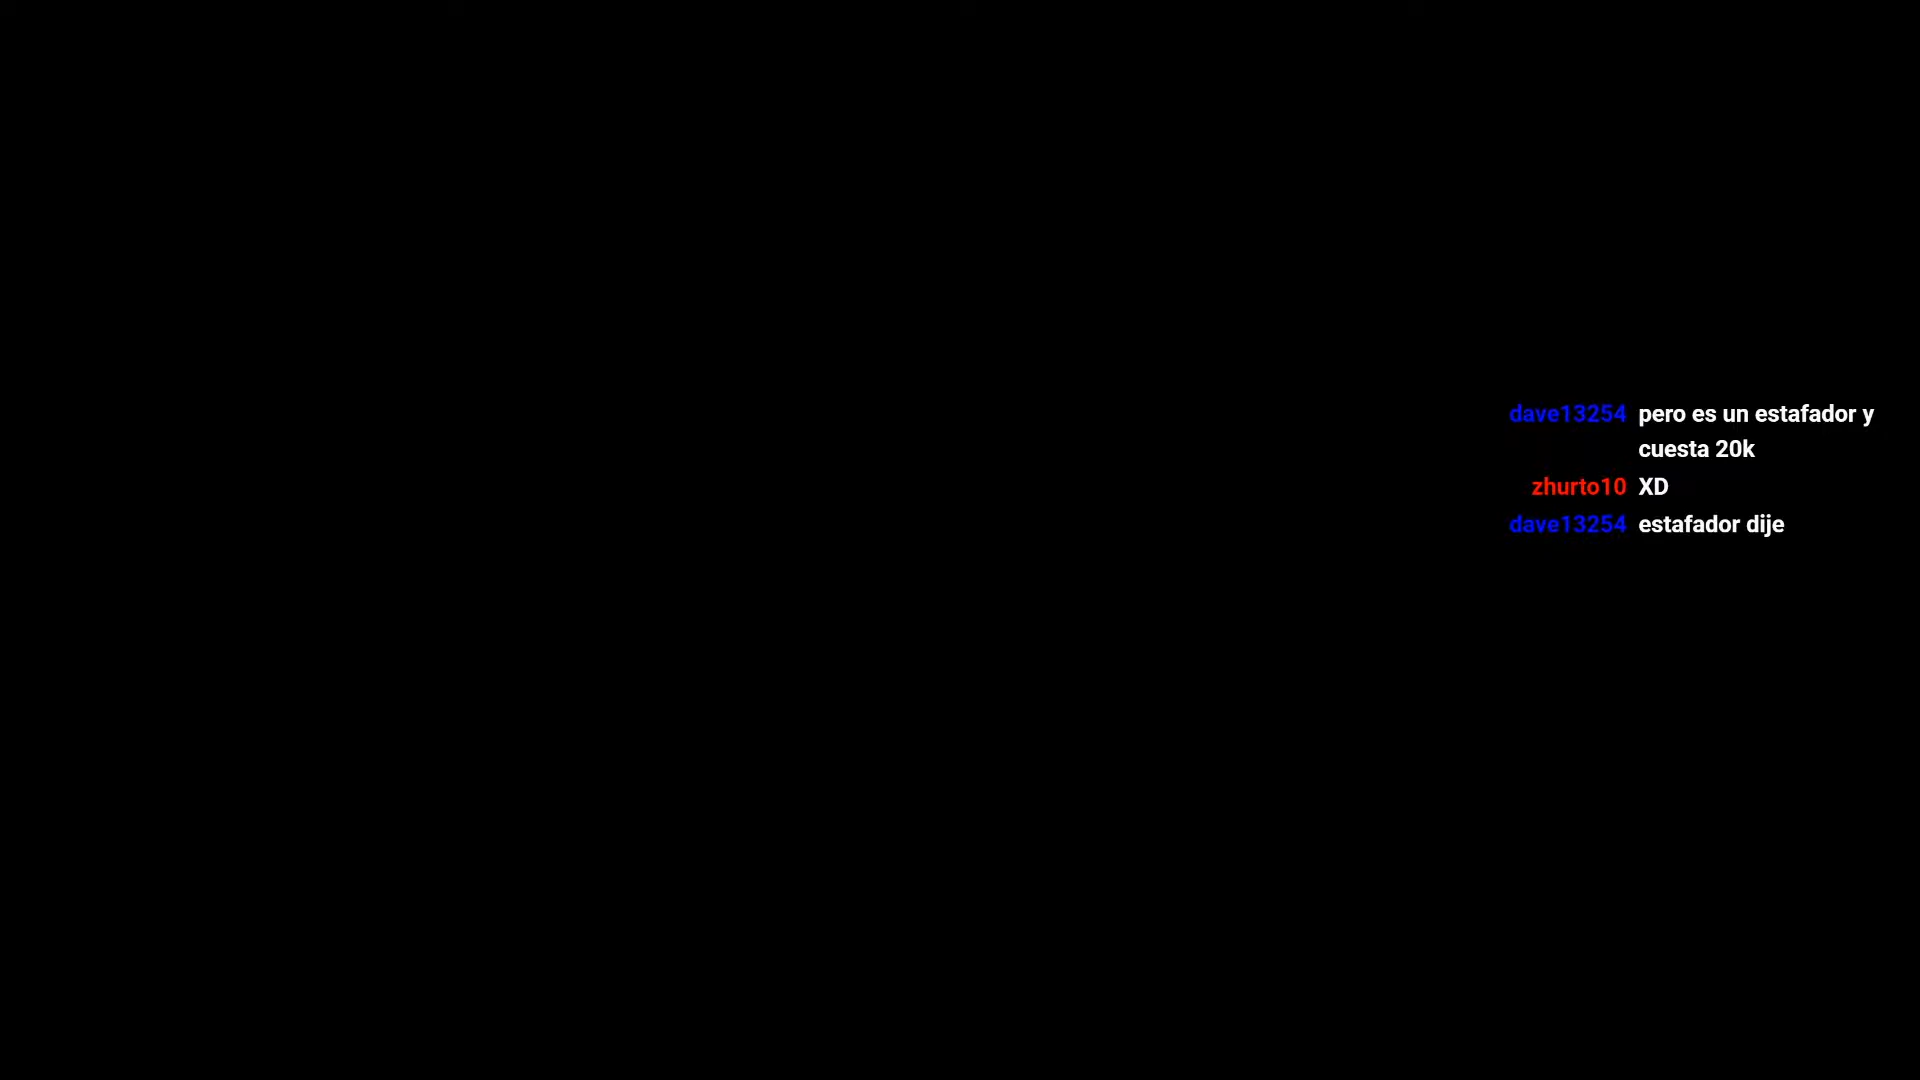 dave13254 pero es un estafador y
cuesta 20k
zhurto10 XD
dave13254 estafador dije